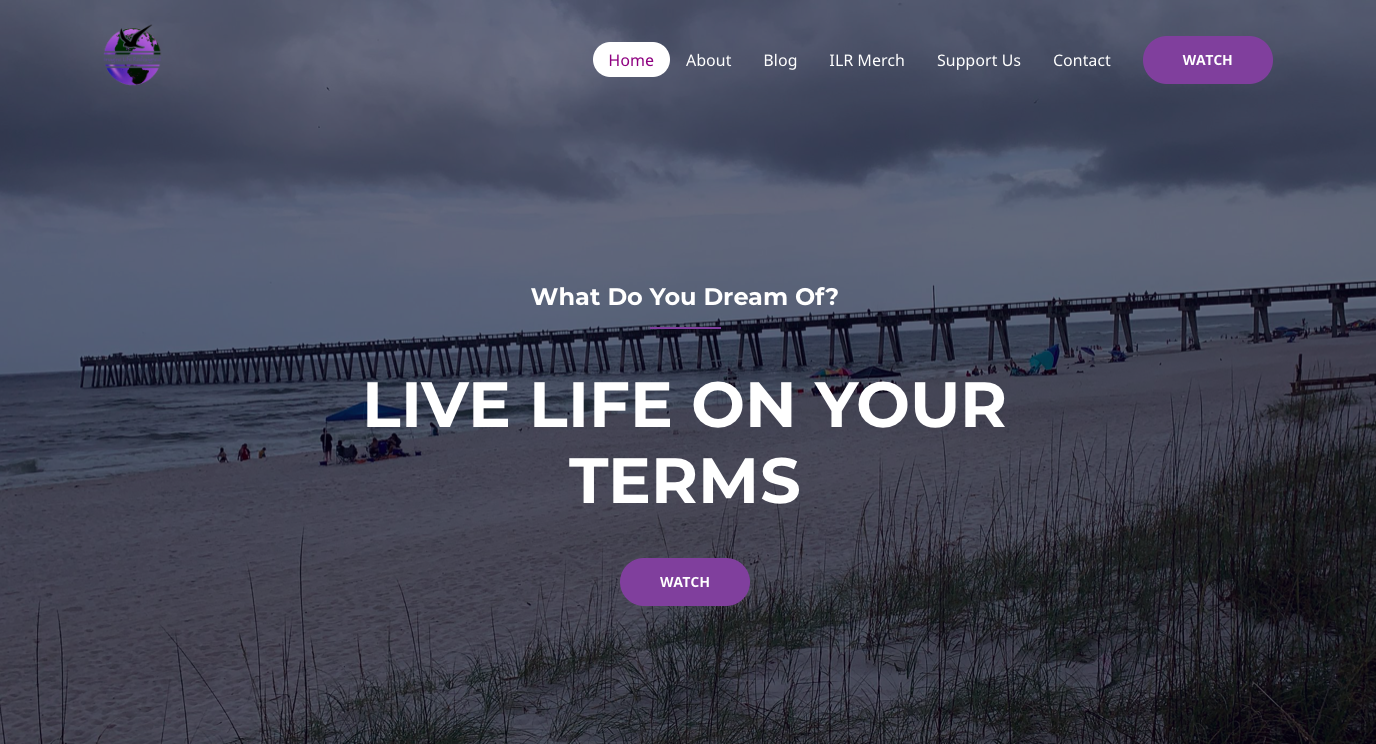 Home About Blog ILR Merch Support Us Contact WATCH
What Do You Dream Of?
LIVE LIFE ON YOUR
TERMS
WATCH